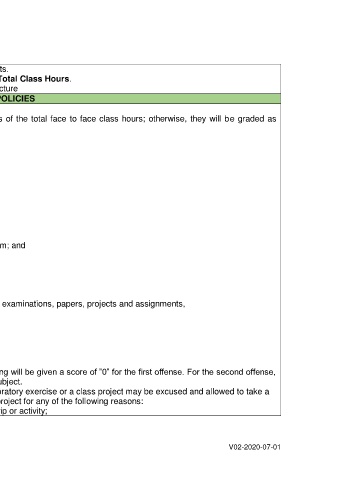 ts.
Total Class Hours.
cture
POLICIES
s of the total face to face class hours; otherwise, they will be graded as
m; and
examinations, papers, projects and assignments,
ng will be given a score of "0" for the first offense. For the second offense,
ubject.
oratory exercise or a class project may be excused and allowed to take a
roject for any of the following reasons:
ip or activity;
V02-2020-07-01